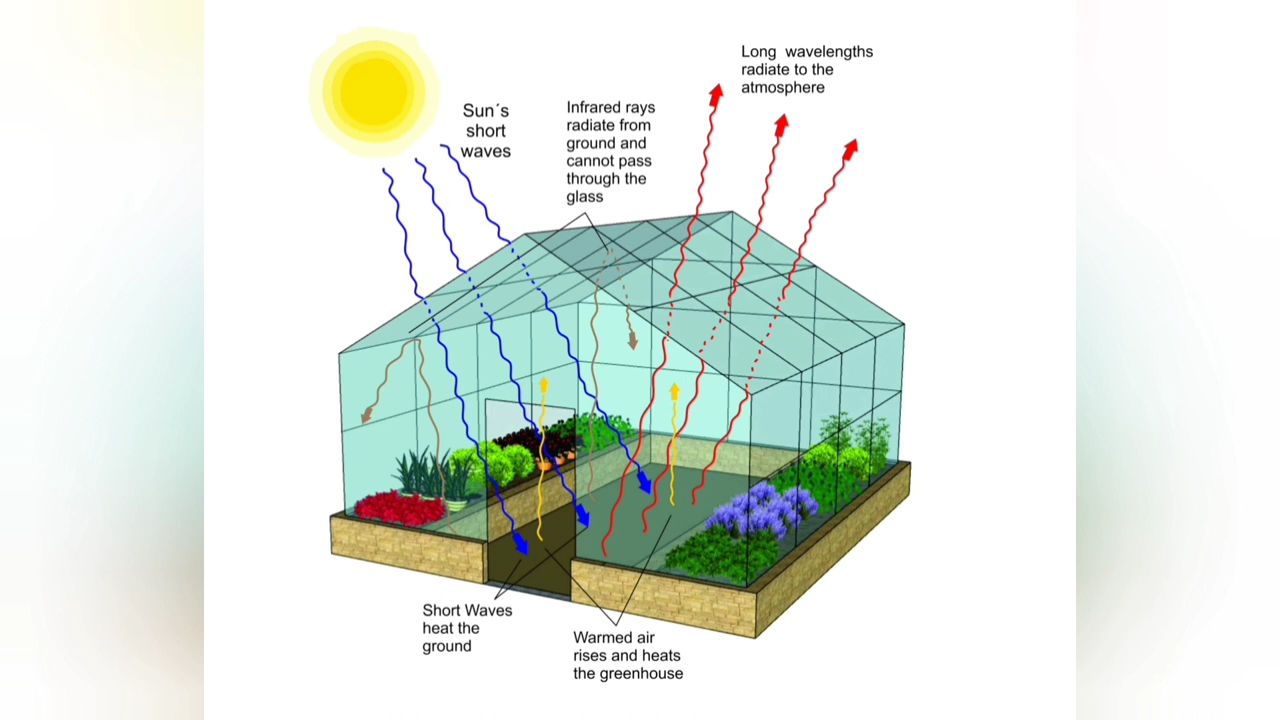 Sun´s
short
waves
Infrared rays
radiate from
ground and
cannot pass
through the
glass
Long wavelengths
radiate to the
atmosphere
Short Waves
heat the
ground
Warmed air
rises and heats
the greenhouse